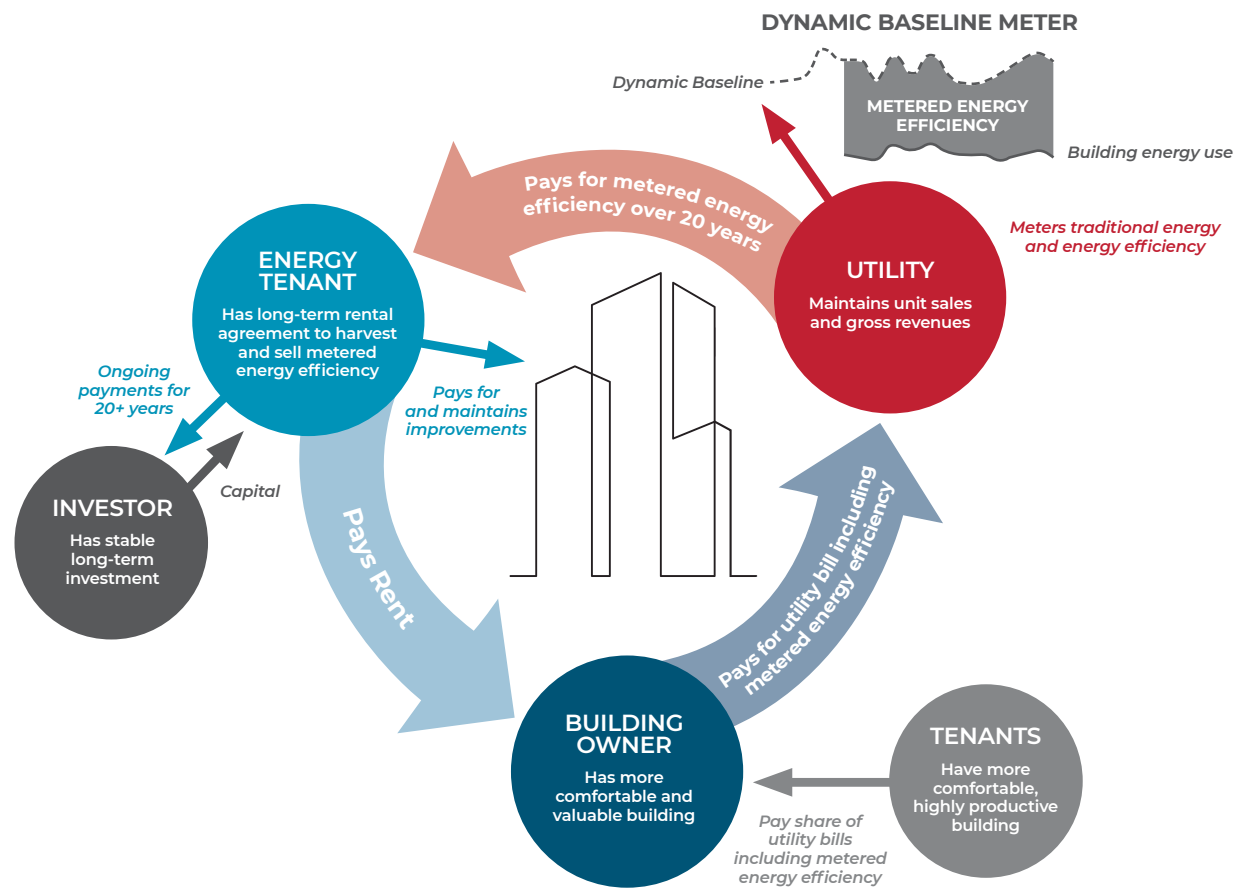 DYNAMIC BASELINE METER
Dynamic Baseline
METERED ENERGY
EFFICIENCY
Building energy use
Pays for metered energy
efficiency over 20 years
Meters traditional energy
and energy efficiency
UTILITY
Maintains unit sales
and gross revenues
ENERGY
TENANT
Has long-term rental
agreement to harvest
and sell metered
energy efficiency
Ongoing
payments for
20+ years
Pays for
and maintains
improvements
INVESTOR
Has stable
long-term
investment
Capital
Pays Rent
Pays for utility bill including
metered energy efficiency
BUILDING
OWNER
Has more
comfortable and
valuable building
TENANTS
Have more
comfortable,
highly productive
building
Pay share of
utility bills
including metered
energy efficiency